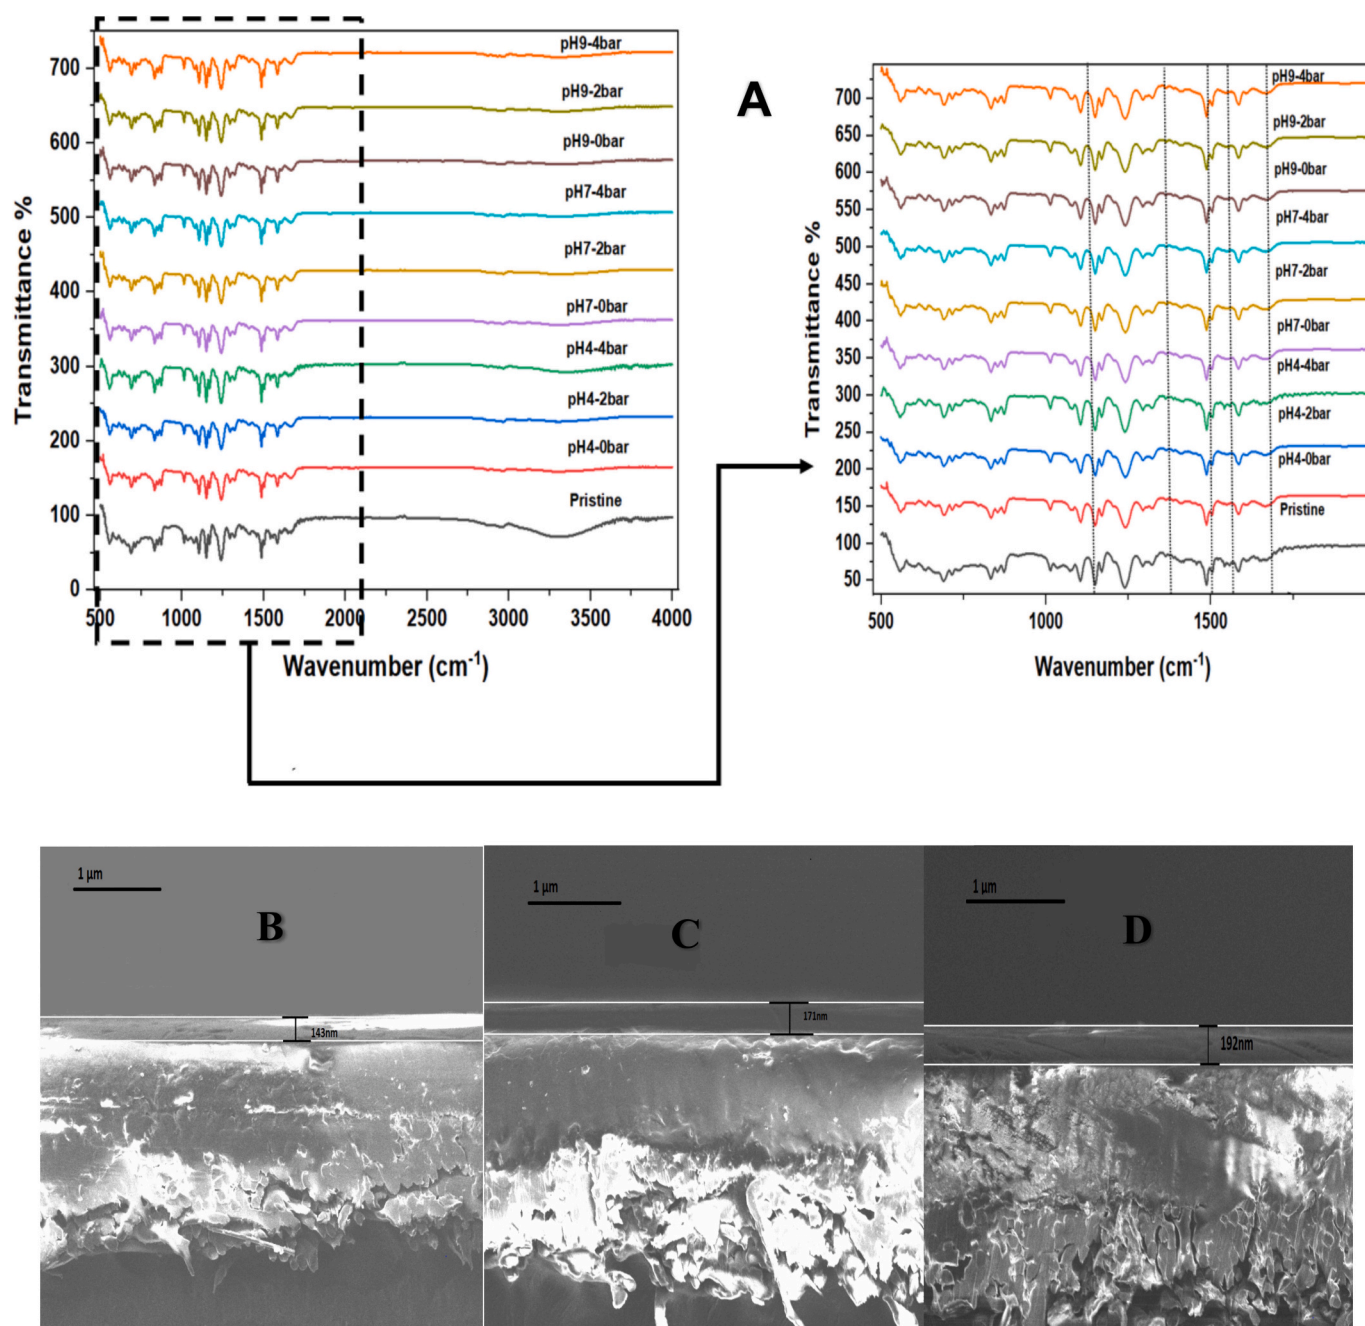 pH9-4bar
700
pH9-2bar
600
pH9-0bar
pH7-4bar
500
pH7-2bar
400
pH7-0bar
pH4-4bar
300
pH4-2bar
200
pH4-0bar
Pristine
100
0
Transmittance %
500 1000 1500 2000 2500 3000 3500 4000
Wavenumber (cm-1)
A
pH9-4bar
700
pH9-2bar
650
pH9-0bar
600
550
pH7-4bar
500
pH7-2bar
450
400
pH7-0bar
350
pH4-4bar
300
pH4-2bar
250
pH4-0bar
200
150
Pristine
100
50
Transmittance %
500 1000 1500
Wavenumber (cm-1)
1 µm
B
143nm
1 µm
C
171nm
1 µm
D
192nm